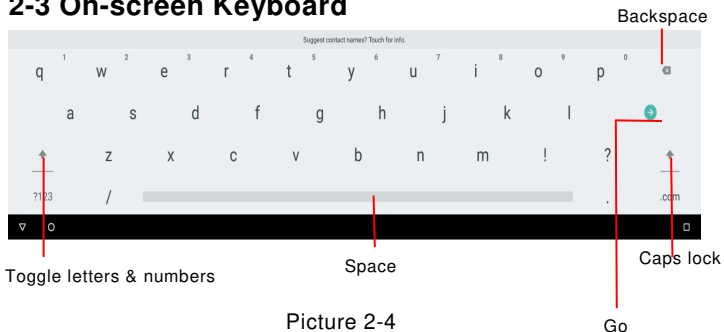 2-3 On-screen Keyboard
Backspace
Suggest contact names? Touch for info.
q 1 w 2 e 3 r 4 t 5 y 6 u 7 i 8 o 9 p 0
a s d f g h j k l
z x c v b n m ! ?
?123 / . .com
Toggle letters & numbers
Space
Caps lock
Picture 2-4
Go